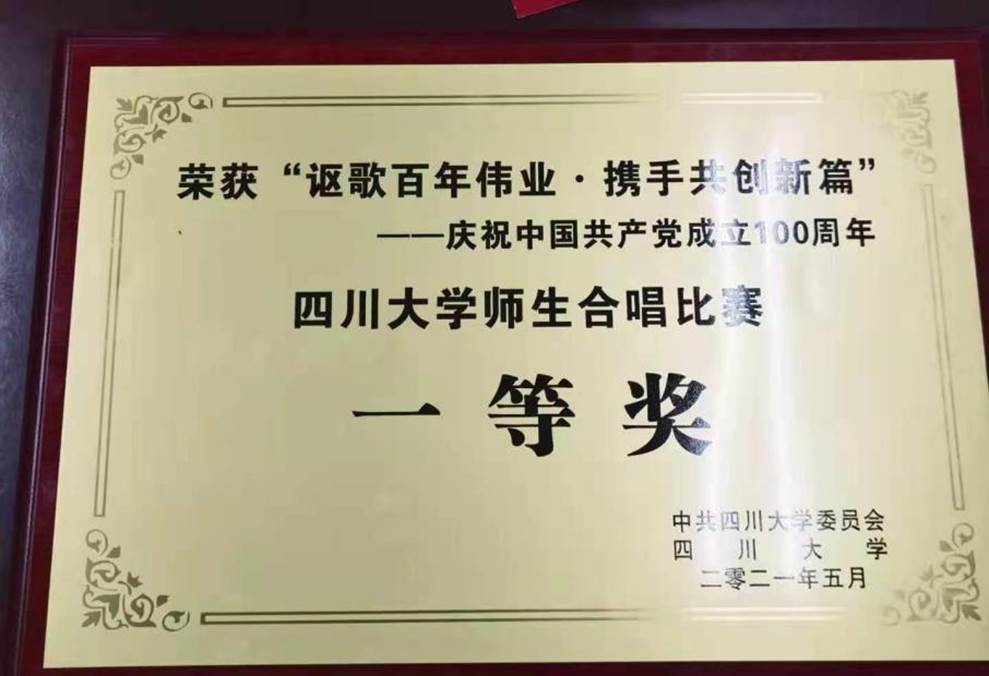 荣获“讴歌百年伟业·携手共创新篇”
——庆祝中国共产党成立100周年
四川大学师生合唱比赛
一等奖
中共四川大学委员会
四川大学
二零二一年五月